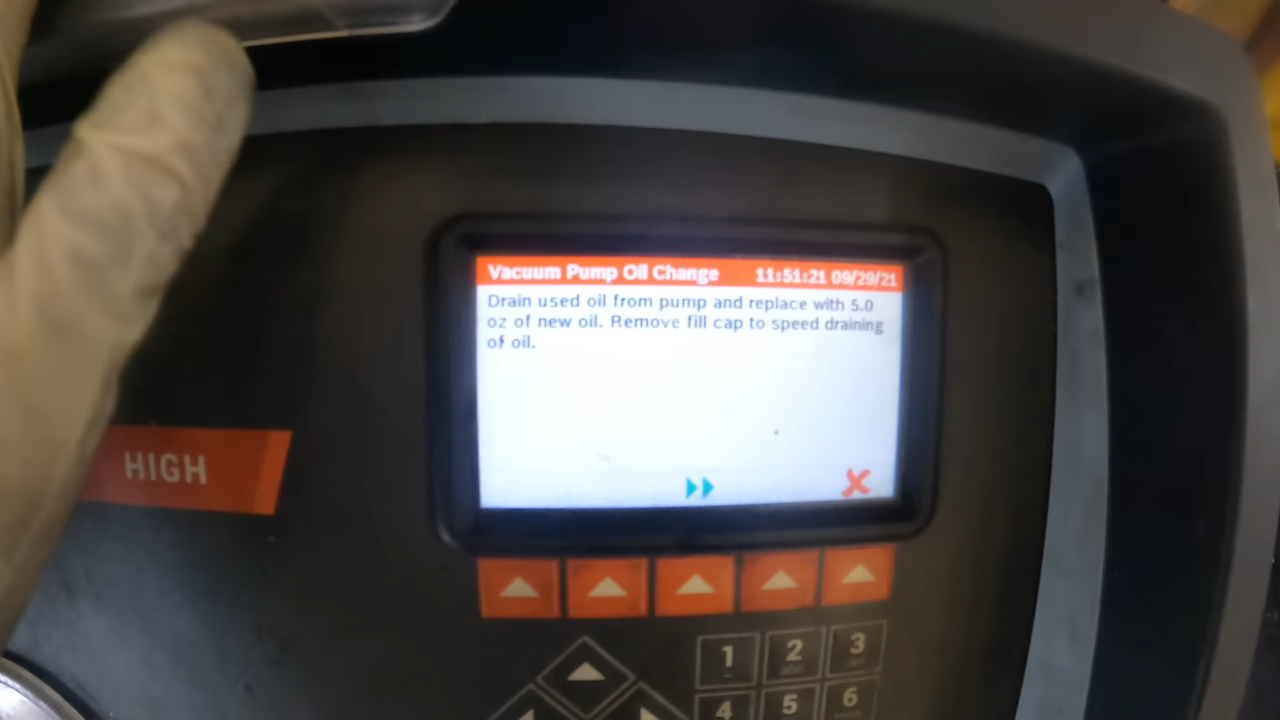 Vacuum Pump Oil Change 11:51:21 09/29/21
Drain used oil from pump and replace with 5.0
oz of new oil. Remove fill cap to speed draining
of oil.
HIGH
1 2 3
4 5 6